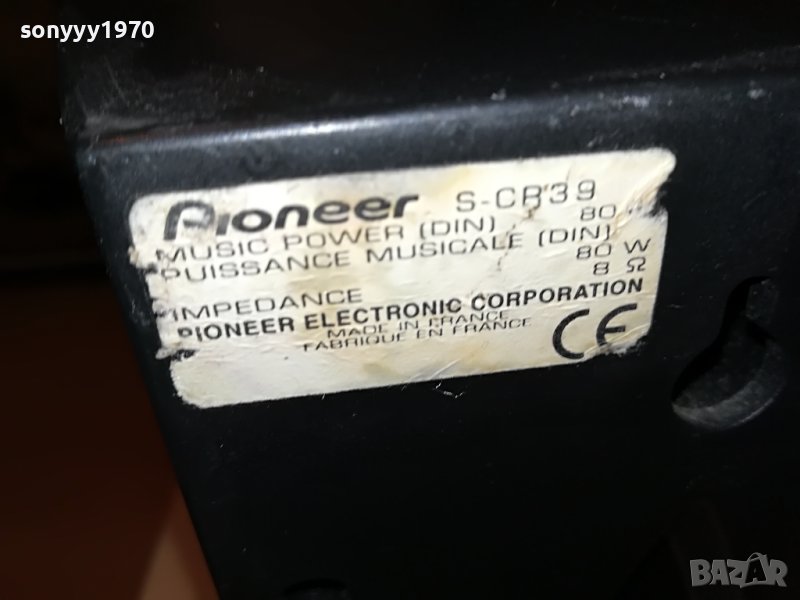 sonyyy1970
Pioneer S-CR39
MUSIC POWER (DIN) 80
PUISSANCE MUSICALE (DIN) 80 W
IMPEDANCE 8 Ω
PIONEER ELECTRONIC CORPORATION
MADE IN FRANCE
FABRIQUE EN FRANCE
CE
BAZAR